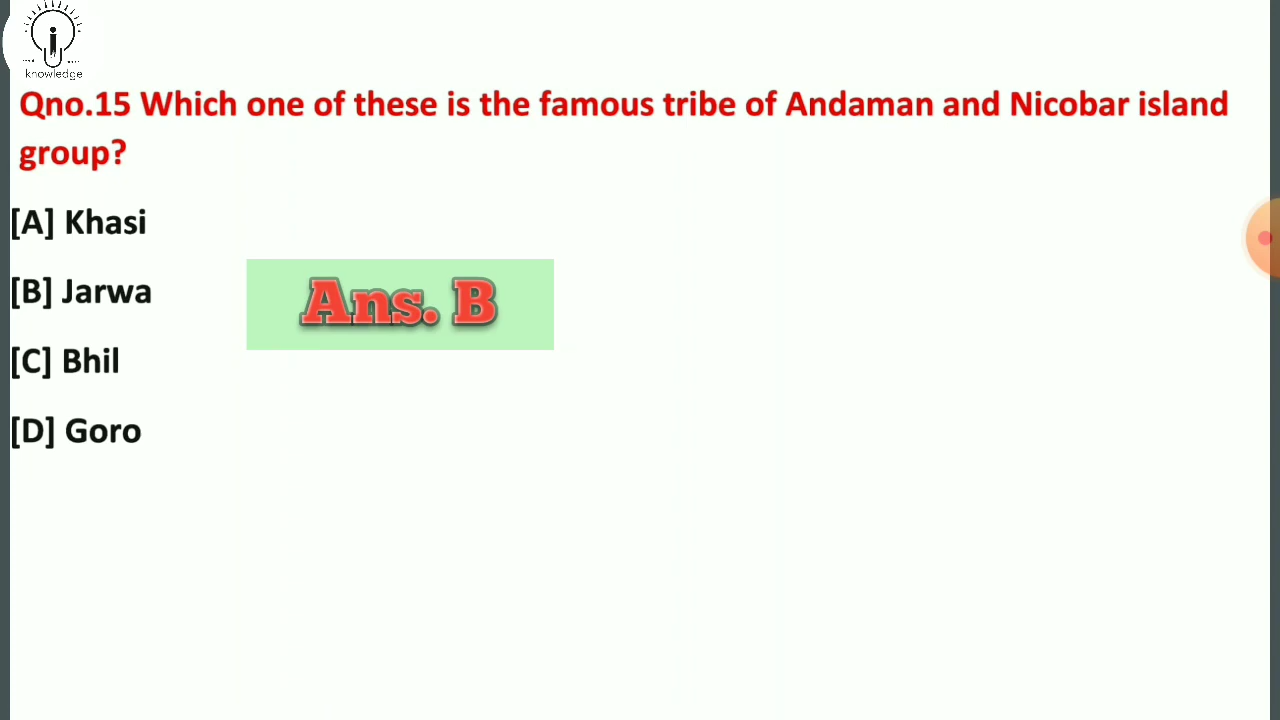 i
knowledge
Qno.15 Which one of these is the famous tribe of Andaman and Nicobar island
group?
[A] Khasi
[B] Jarwa
Ans. B
[C] Bhil
[D] Goro